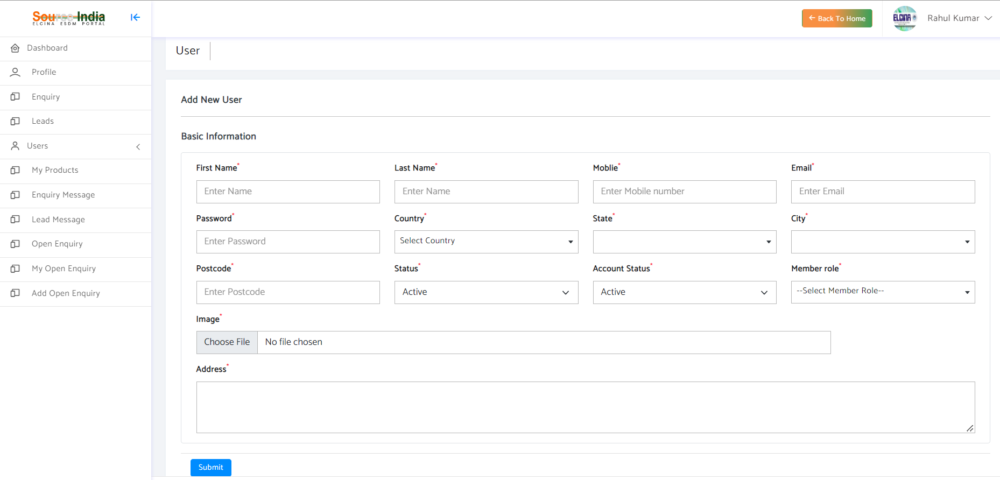 Source India
ELCINA ESDM PORTAL
Back To Home
ELCINA
Rahul Kumar
Dashboard
Profile
Enquiry
Leads
Users
My Products
Enquiry Message
Lead Message
Open Enquiry
My Open Enquiry
Add Open Enquiry
User
Add New User
Basic Information
First Name* Last Name* Moblie* Email*
Enter Name Enter Name Enter Mobile number Enter Email
Password* Country* State* City*
Enter Password Select Country
Postcode* Status* Account Status* Member role*
Enter Postcode Active Active --Select Member Role--
Image*
Choose File No file chosen
Address*
Submit